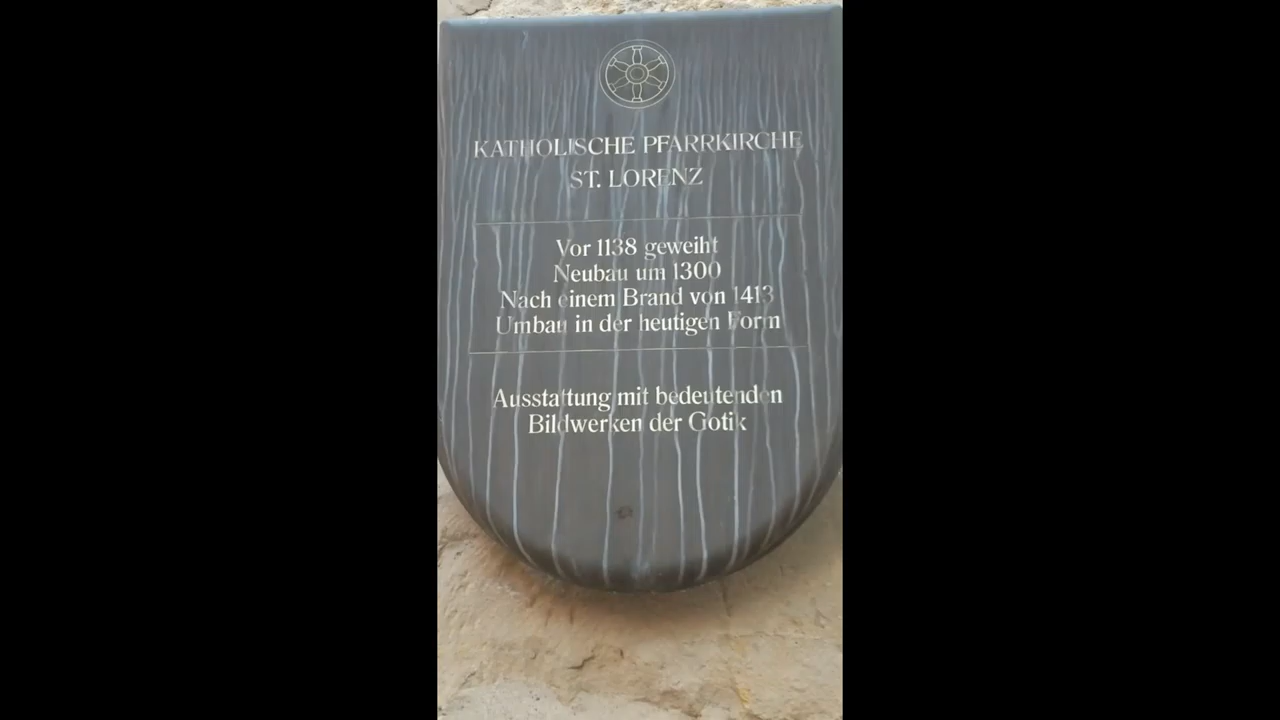 KATHOLISCHE PFARRKIRCHE
ST. LORENZ
Vor 1138 geweiht
Neubau um 1300
Nach einem Brand von 1413
Umbau in der heutigen Form
Ausstattung mit bedeutenden
Bildwerken der Gotik